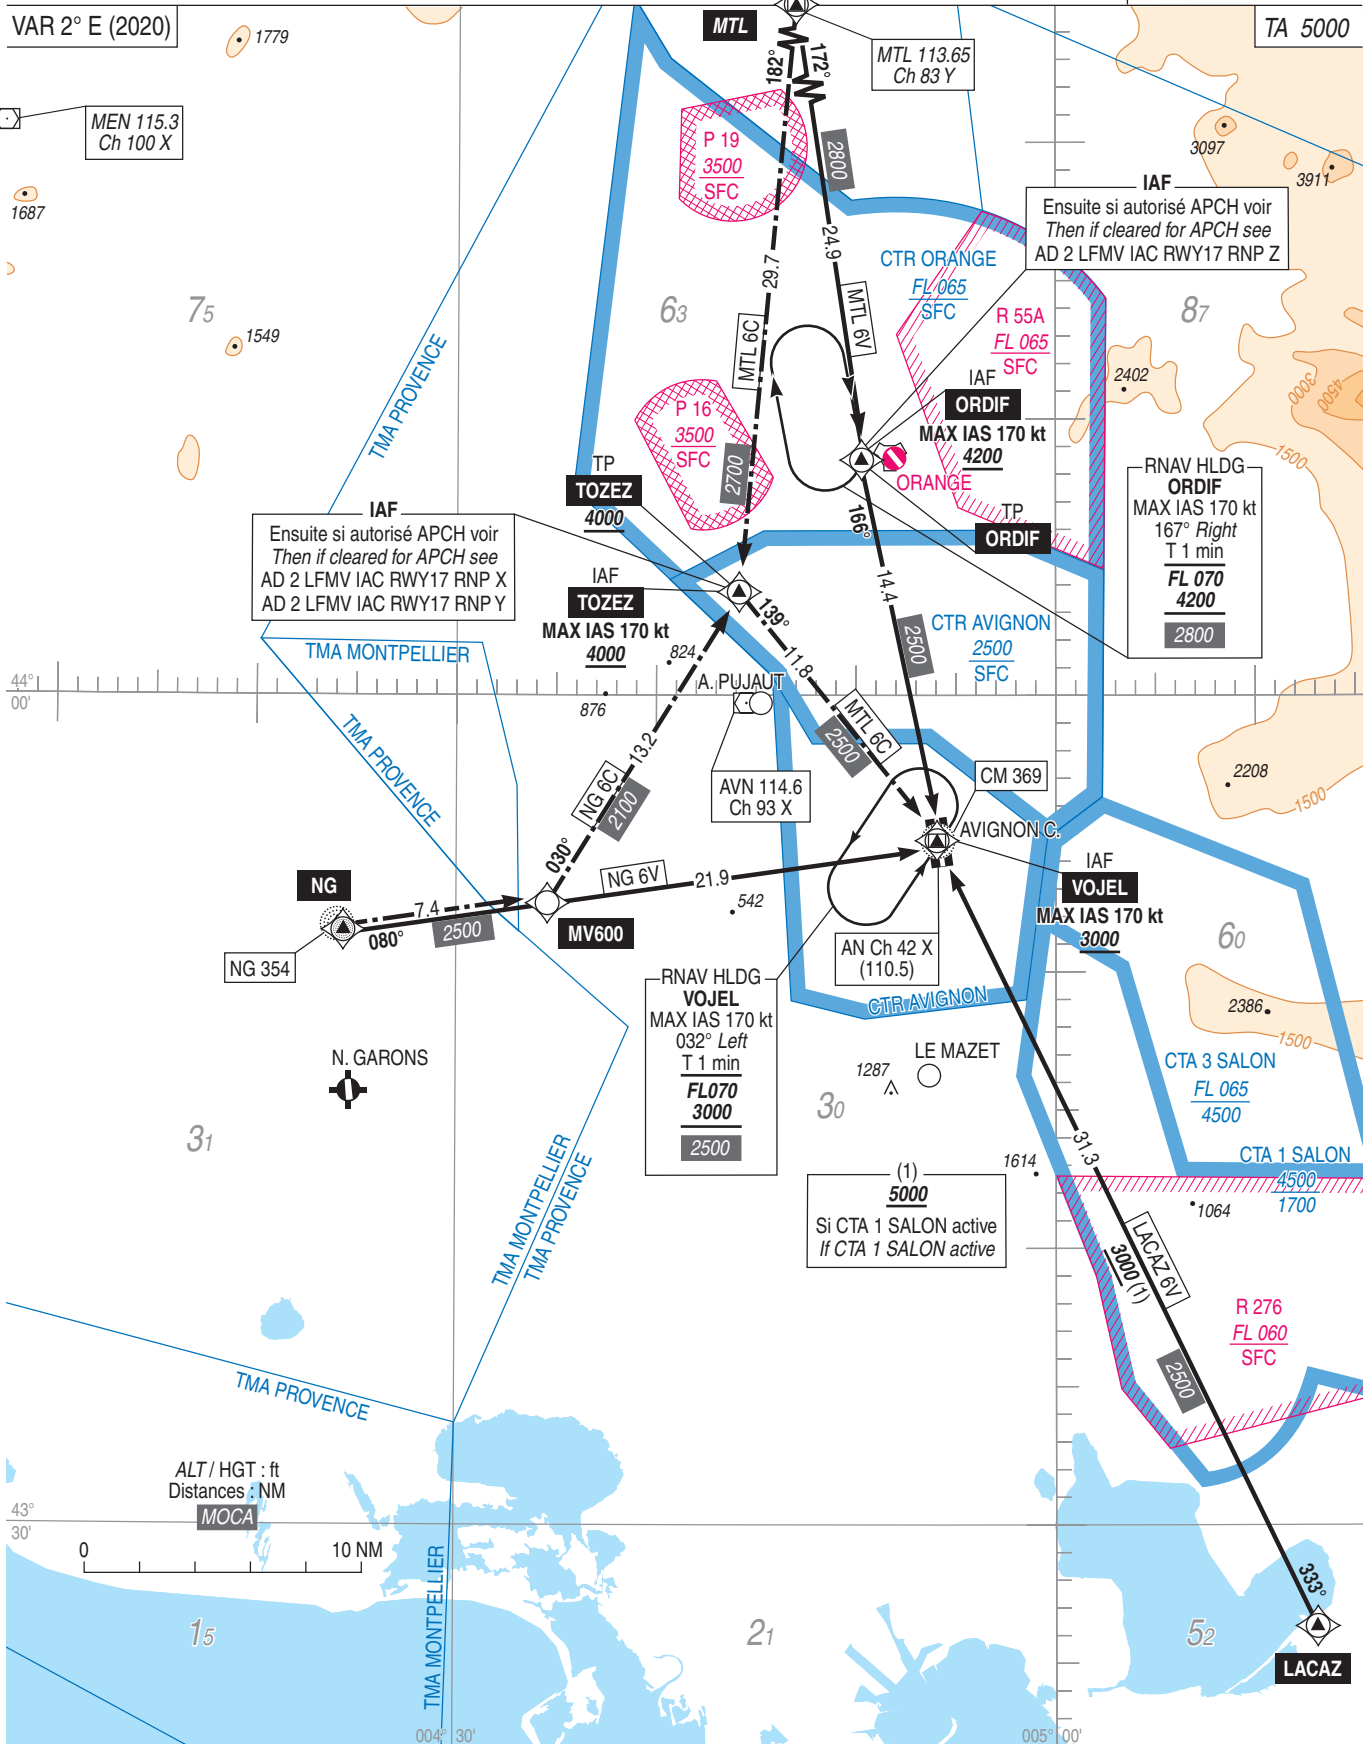 VAR 2° E (2020)
1779
MTL
MTL 113.65
Ch 83 Y
TA 5000
MEN 115.3
Ch 100 X
182°
172°
P 19
3500
SFC
2800
3097
3911
1687
IAF
Ensuite si autorisé APCH voir
Then if cleared for APCH see
AD 2 LFMV IAC RWY17 RNP Z
24.9
29.7
CTR ORANGE
FL 065
SFC
75
63
87
1549
MTL 6V
MTL 6C
R 55A
FL 065
SFC
TMA PROVENCE
2402
3000
4500
1500
P 16
3500
SFC
2700
IAF
ORDIF
MAX IAS 170 kt
4200
ORANGE
TP
TOZEZ
4000
RNAV HLDG
ORDIF
MAX IAS 170 kt
167° Right
T 1 min
FL 070
4200
2800
166°
TP
ORDIF
IAF
Ensuite si autorisé APCH voir
Then if cleared for APCH see
AD 2 LFMV IAC RWY17 RNP X
AD 2 LFMV IAC RWY17 RNP Y
IAF
TOZEZ
MAX IAS 170 kt
4000
139°
14.4
11.8
2500
CTR AVIGNON
2500
SFC
824
TMA MONTPELLIER
44°
00'
876
A. PUJAUT
TMA PROVENCE
MTL 6C
2500
13.2
NG 6C
2100
AVN 114.6
Ch 93 X
CM 369
2208
1500
AVIGNON C.
030°
NG 6V
21.9
IAF
VOJEL
MAX IAS 170 kt
3000
NG
7.4
080°
2500
MV600
542
NG 354
AN Ch 42 X
(110.5)
60
RNAV HLDG
VOJEL
MAX IAS 170 kt
032° Left
T 1 min
FL070
3000
2500
CTR AVIGNON
2386
1500
N. GARONS
LE MAZET
1287
30
CTA 3 SALON
FL 065
4500
31
TMA MONTPELLIER
TMA PROVENCE
31.3
1614
CTA 1 SALON
4500
1700
1064
(1)
5000
Si CTA 1 SALON active
If CTA 1 SALON active
LACAZ 6V
3000 (1)
R 276
FL 060
SFC
2500
TMA PROVENCE
ALT / HGT : ft
Distances : NM
MOCA
43°
30'
0
10 NM
TMA MONTPELLIER
333°
15
21
52
LACAZ
004° 30'
005° 00'